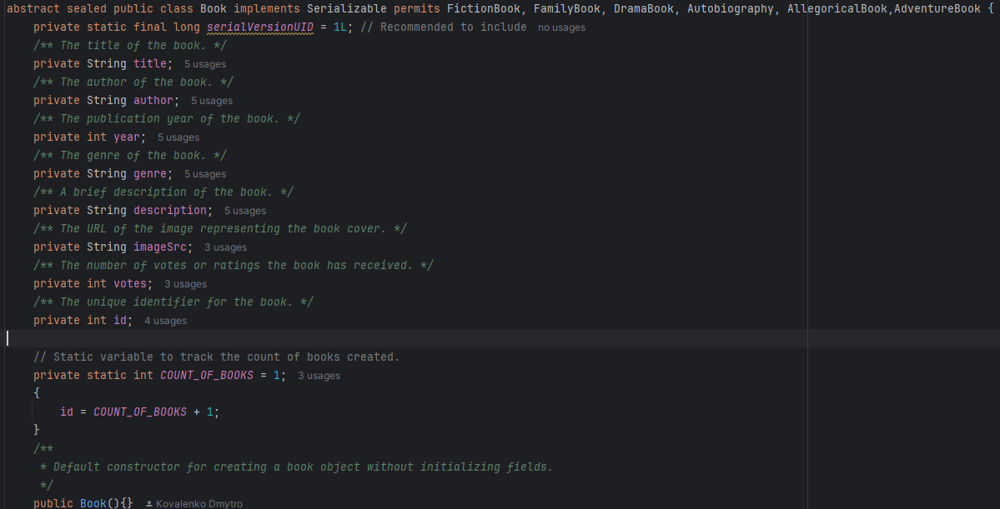 abstract sealed public class Book implements Serializable permits FictionBook, FamilyBook, DramaBook, Autobiography, AllegoricalBook,AdventureBook {
private static final long serialVersionUID = 1L; // Recommended to include no usages
/** The title of the book. */
private String title; 5 usages
/** The author of the book. */
private String author; 5 usages
/** The publication year of the book. */
private int year; 5 usages
/** The genre of the book. */
private String genre; 5 usages
/** A brief description of the book. */
private String description; 5 usages
/** The URL of the image representing the book cover. */
private String imageSrc; 3 usages
/** The number of votes or ratings the book has received. */
private int votes; 3 usages
/** The unique identifier for the book. */
private int id; 4 usages
// Static variable to track the count of books created.
private static int COUNT_OF_BOOKS = 1; 3 usages
{
id = COUNT_OF_BOOKS + 1;
}
/**
* Default constructor for creating a book object without initializing fields.
*/
public Book(){} Kovalenko Dmytro